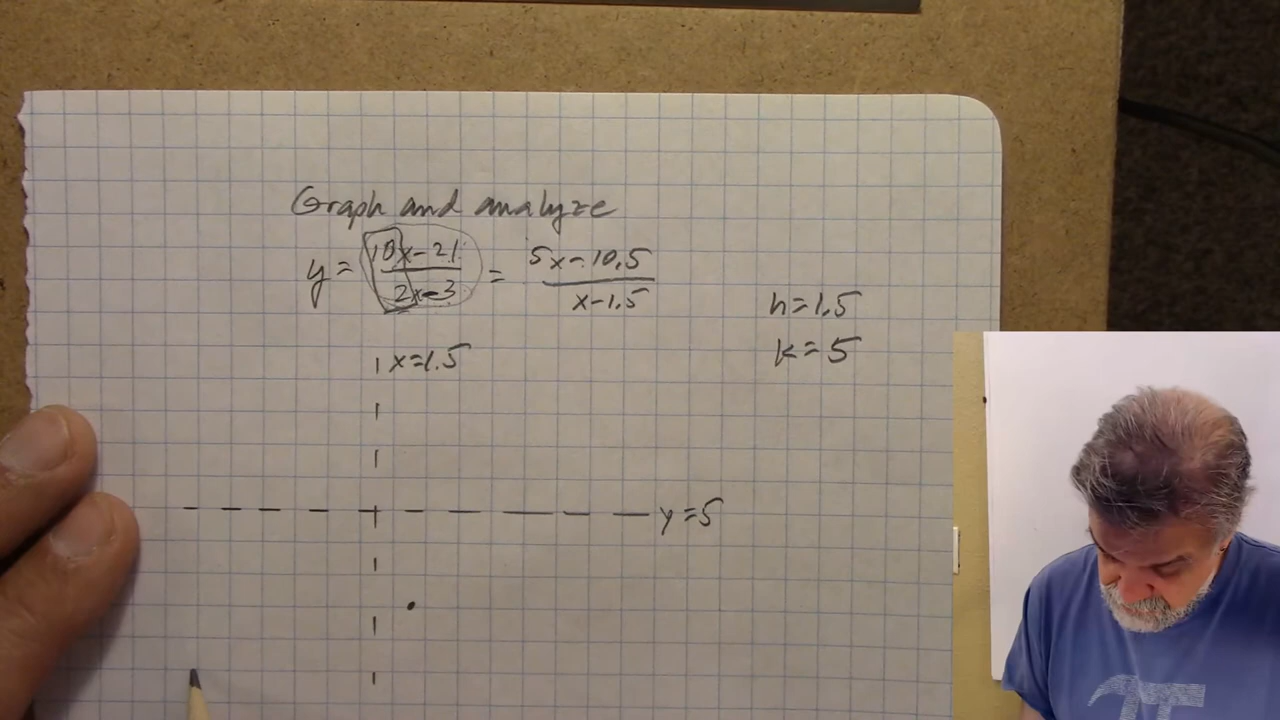 Graph and analyze
y = 10x-21 / 2x-3 = 5x-10.5 / x-1.5
h=1.5
k=5
x=1.5
y=5